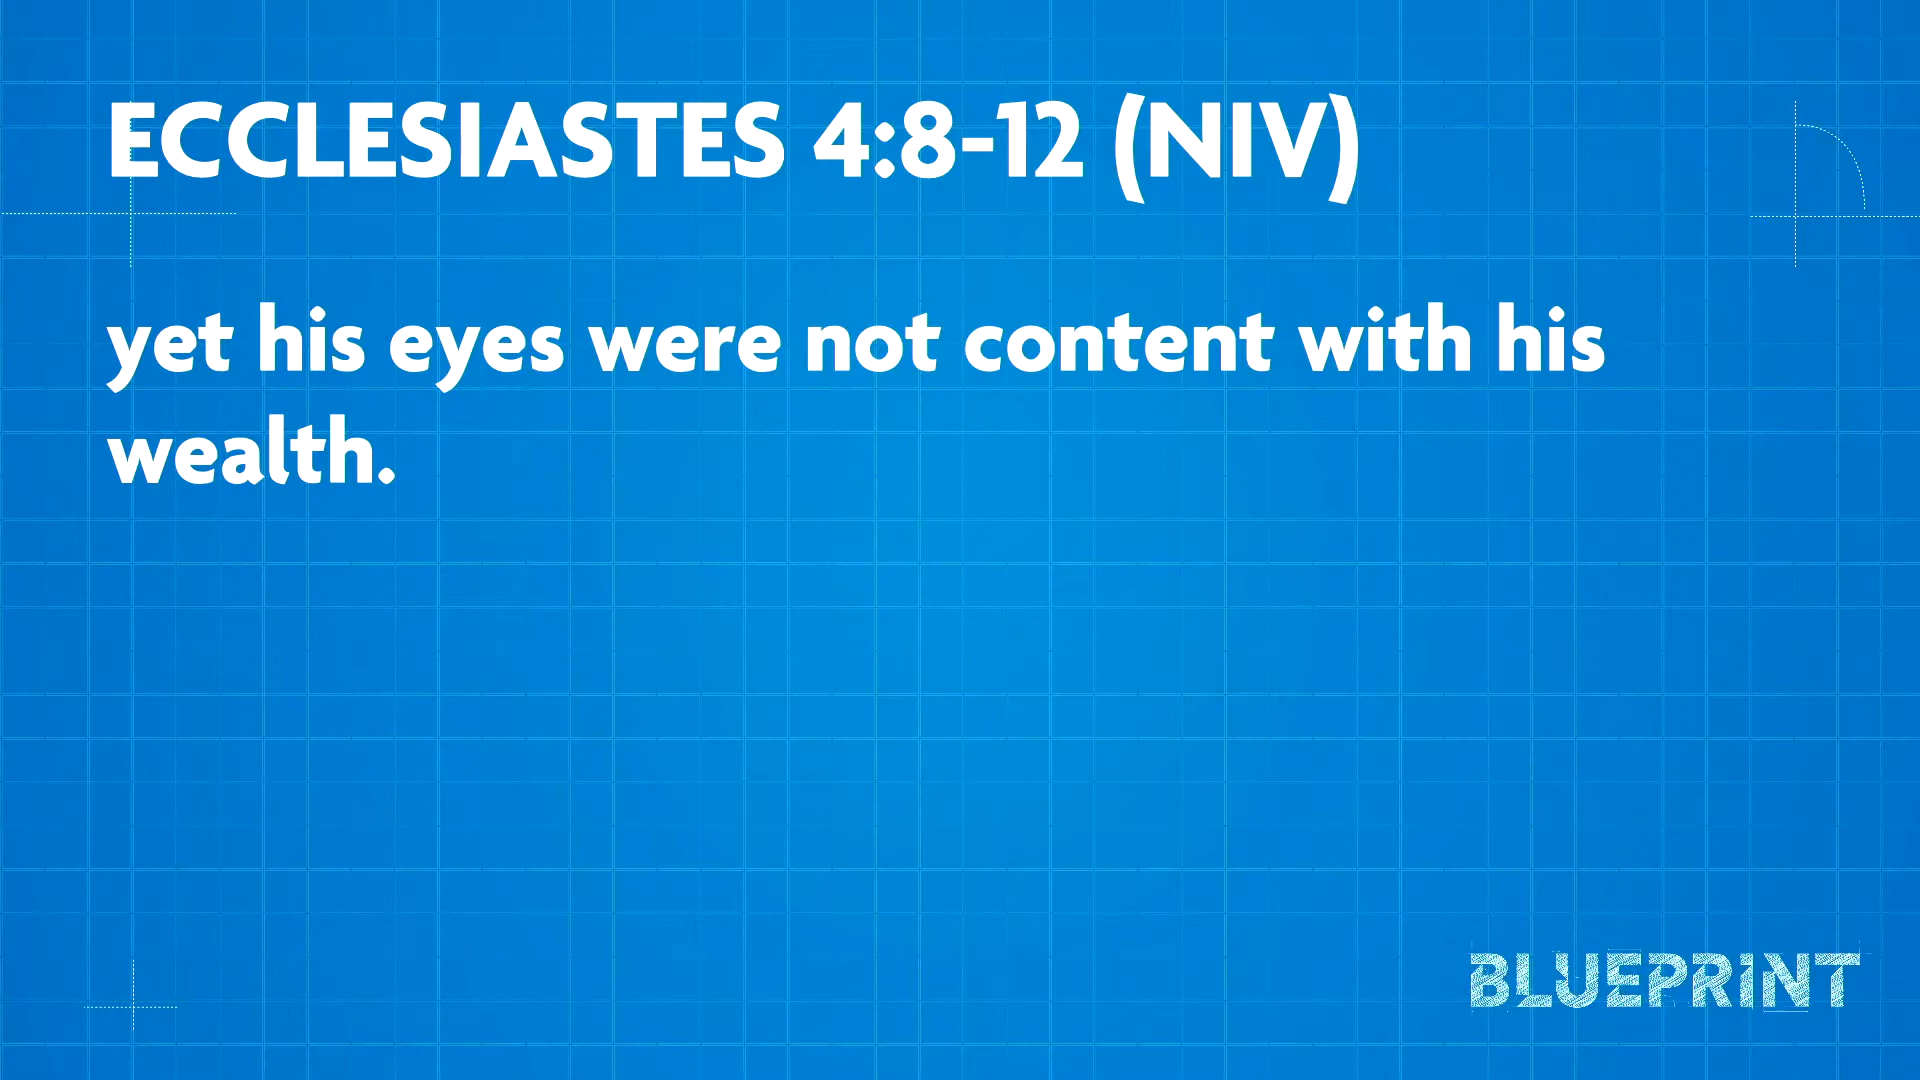 ECCLESIASTES 4:8-12 (NIV)
yet his eyes were not content with his
wealth.
BLUEPRINT